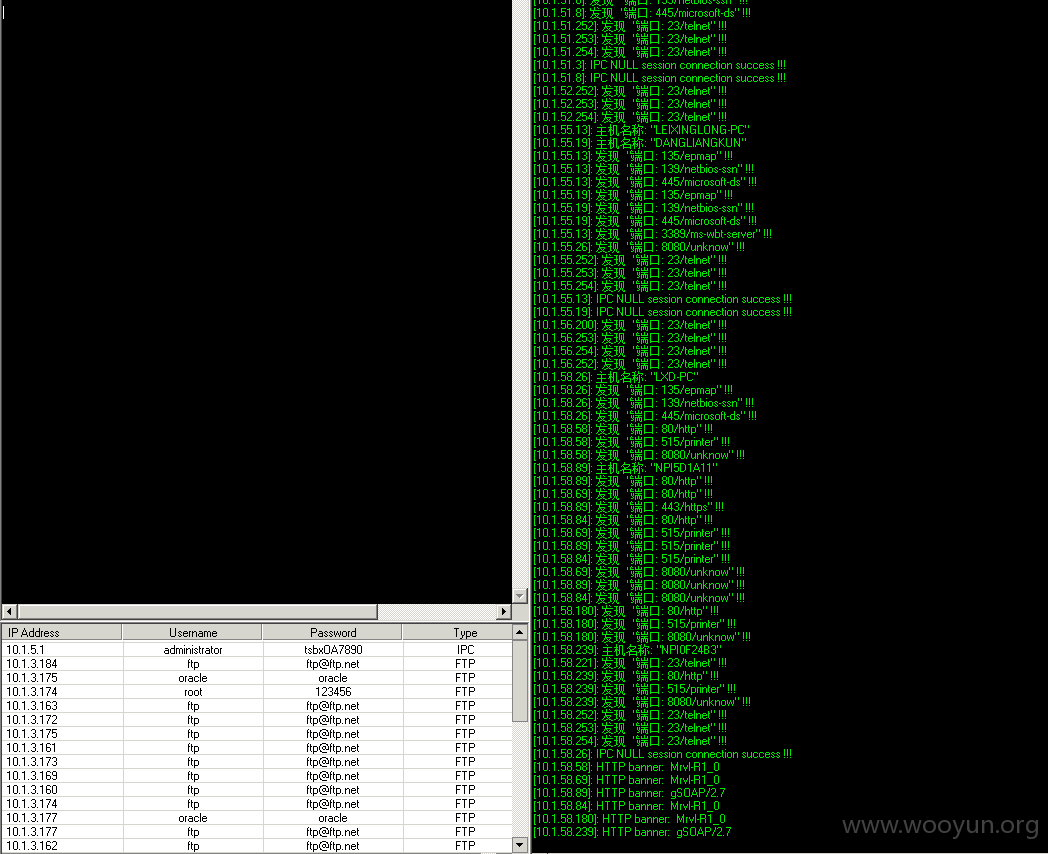 [10.1.51.8]: 发现 "端口: 139/netbios-ssn" !!!
[10.1.51.8]: 发现 "端口: 445/microsoft-ds" !!!
[10.1.51.252]: 发现 "端口: 23/telnet" !!!
[10.1.51.253]: 发现 "端口: 23/telnet" !!!
[10.1.51.254]: 发现 "端口: 23/telnet" !!!
[10.1.51.3]: IPC NULL session connection success !!!
[10.1.51.8]: IPC NULL session connection success !!!
[10.1.52.252]: 发现 "端口: 23/telnet" !!!
[10.1.52.253]: 发现 "端口: 23/telnet" !!!
[10.1.52.254]: 发现 "端口: 23/telnet" !!!
[10.1.55.13]: 主机名称: "LEIXINGLONG-PC"
[10.1.55.19]: 主机名称: "DANGLIANGKUN"
[10.1.55.13]: 发现 "端口: 135/epmap" !!!
[10.1.55.13]: 发现 "端口: 139/netbios-ssn" !!!
[10.1.55.13]: 发现 "端口: 445/microsoft-ds" !!!
[10.1.55.19]: 发现 "端口: 135/epmap" !!!
[10.1.55.19]: 发现 "端口: 139/netbios-ssn" !!!
[10.1.55.19]: 发现 "端口: 445/microsoft-ds" !!!
[10.1.55.13]: 发现 "端口: 3389/ms-wbt-server" !!!
[10.1.55.26]: 发现 "端口: 8080/unknow" !!!
[10.1.55.252]: 发现 "端口: 23/telnet" !!!
[10.1.55.253]: 发现 "端口: 23/telnet" !!!
[10.1.55.254]: 发现 "端口: 23/telnet" !!!
[10.1.55.13]: IPC NULL session connection success !!!
[10.1.55.19]: IPC NULL session connection success !!!
[10.1.56.200]: 发现 "端口: 23/telnet" !!!
[10.1.56.253]: 发现 "端口: 23/telnet" !!!
[10.1.56.254]: 发现 "端口: 23/telnet" !!!
[10.1.56.252]: 发现 "端口: 23/telnet" !!!
[10.1.58.26]: 主机名称: "LXD-PC"
[10.1.58.26]: 发现 "端口: 135/epmap" !!!
[10.1.58.26]: 发现 "端口: 139/netbios-ssn" !!!
[10.1.58.26]: 发现 "端口: 445/microsoft-ds" !!!
[10.1.58.58]: 发现 "端口: 80/http" !!!
[10.1.58.58]: 发现 "端口: 515/printer" !!!
[10.1.58.58]: 发现 "端口: 8080/unknow" !!!
[10.1.58.89]: 主机名称: "NPI5D1A11"
[10.1.58.89]: 发现 "端口: 80/http" !!!
[10.1.58.69]: 发现 "端口: 80/http" !!!
[10.1.58.89]: 发现 "端口: 443/https" !!!
[10.1.58.84]: 发现 "端口: 80/http" !!!
[10.1.58.69]: 发现 "端口: 515/printer" !!!
[10.1.58.89]: 发现 "端口: 515/printer" !!!
[10.1.58.84]: 发现 "端口: 515/printer" !!!
[10.1.58.69]: 发现 "端口: 8080/unknow" !!!
[10.1.58.89]: 发现 "端口: 8080/unknow" !!!
[10.1.58.84]: 发现 "端口: 8080/unknow" !!!
[10.1.58.180]: 发现 "端口: 80/http" !!!
[10.1.58.180]: 发现 "端口: 515/printer" !!!
[10.1.58.180]: 发现 "端口: 8080/unknow" !!!
[10.1.58.239]: 主机名称: "NPI0F24B3"
[10.1.58.221]: 发现 "端口: 23/telnet" !!!
[10.1.58.239]: 发现 "端口: 80/http" !!!
[10.1.58.239]: 发现 "端口: 515/printer" !!!
[10.1.58.239]: 发现 "端口: 8080/unknow" !!!
[10.1.58.252]: 发现 "端口: 23/telnet" !!!
[10.1.58.253]: 发现 "端口: 23/telnet" !!!
[10.1.58.254]: 发现 "端口: 23/telnet" !!!
[10.1.58.26]: IPC NULL session connection success !!!
[10.1.58.58]: HTTP banner: Mrvl-R1_0
[10.1.58.69]: HTTP banner: Mrvl-R1_0
[10.1.58.89]: HTTP banner: gSOAP/2.7
[10.1.58.84]: HTTP banner: Mrvl-R1_0
[10.1.58.180]: HTTP banner: Mrvl-R1_0
[10.1.58.239]: HTTP banner: gSOAP/2.7
IP Address Username Password Type
10.1.5.1 administrator tsbxOA7890 IPC
10.1.3.184 ftp ftp@ftp.net FTP
10.1.3.175 oracle oracle FTP
10.1.3.174 root 123456 FTP
10.1.3.163 ftp ftp@ftp.net FTP
10.1.3.172 ftp ftp@ftp.net FTP
10.1.3.175 ftp ftp@ftp.net FTP
10.1.3.161 ftp ftp@ftp.net FTP
10.1.3.173 ftp ftp@ftp.net FTP
10.1.3.169 ftp ftp@ftp.net FTP
10.1.3.160 ftp ftp@ftp.net FTP
10.1.3.174 ftp ftp@ftp.net FTP
10.1.3.177 oracle oracle FTP
10.1.3.177 ftp ftp@ftp.net FTP
10.1.3.162 ftp ftp@ftp.net FTP
www.wooyun.org